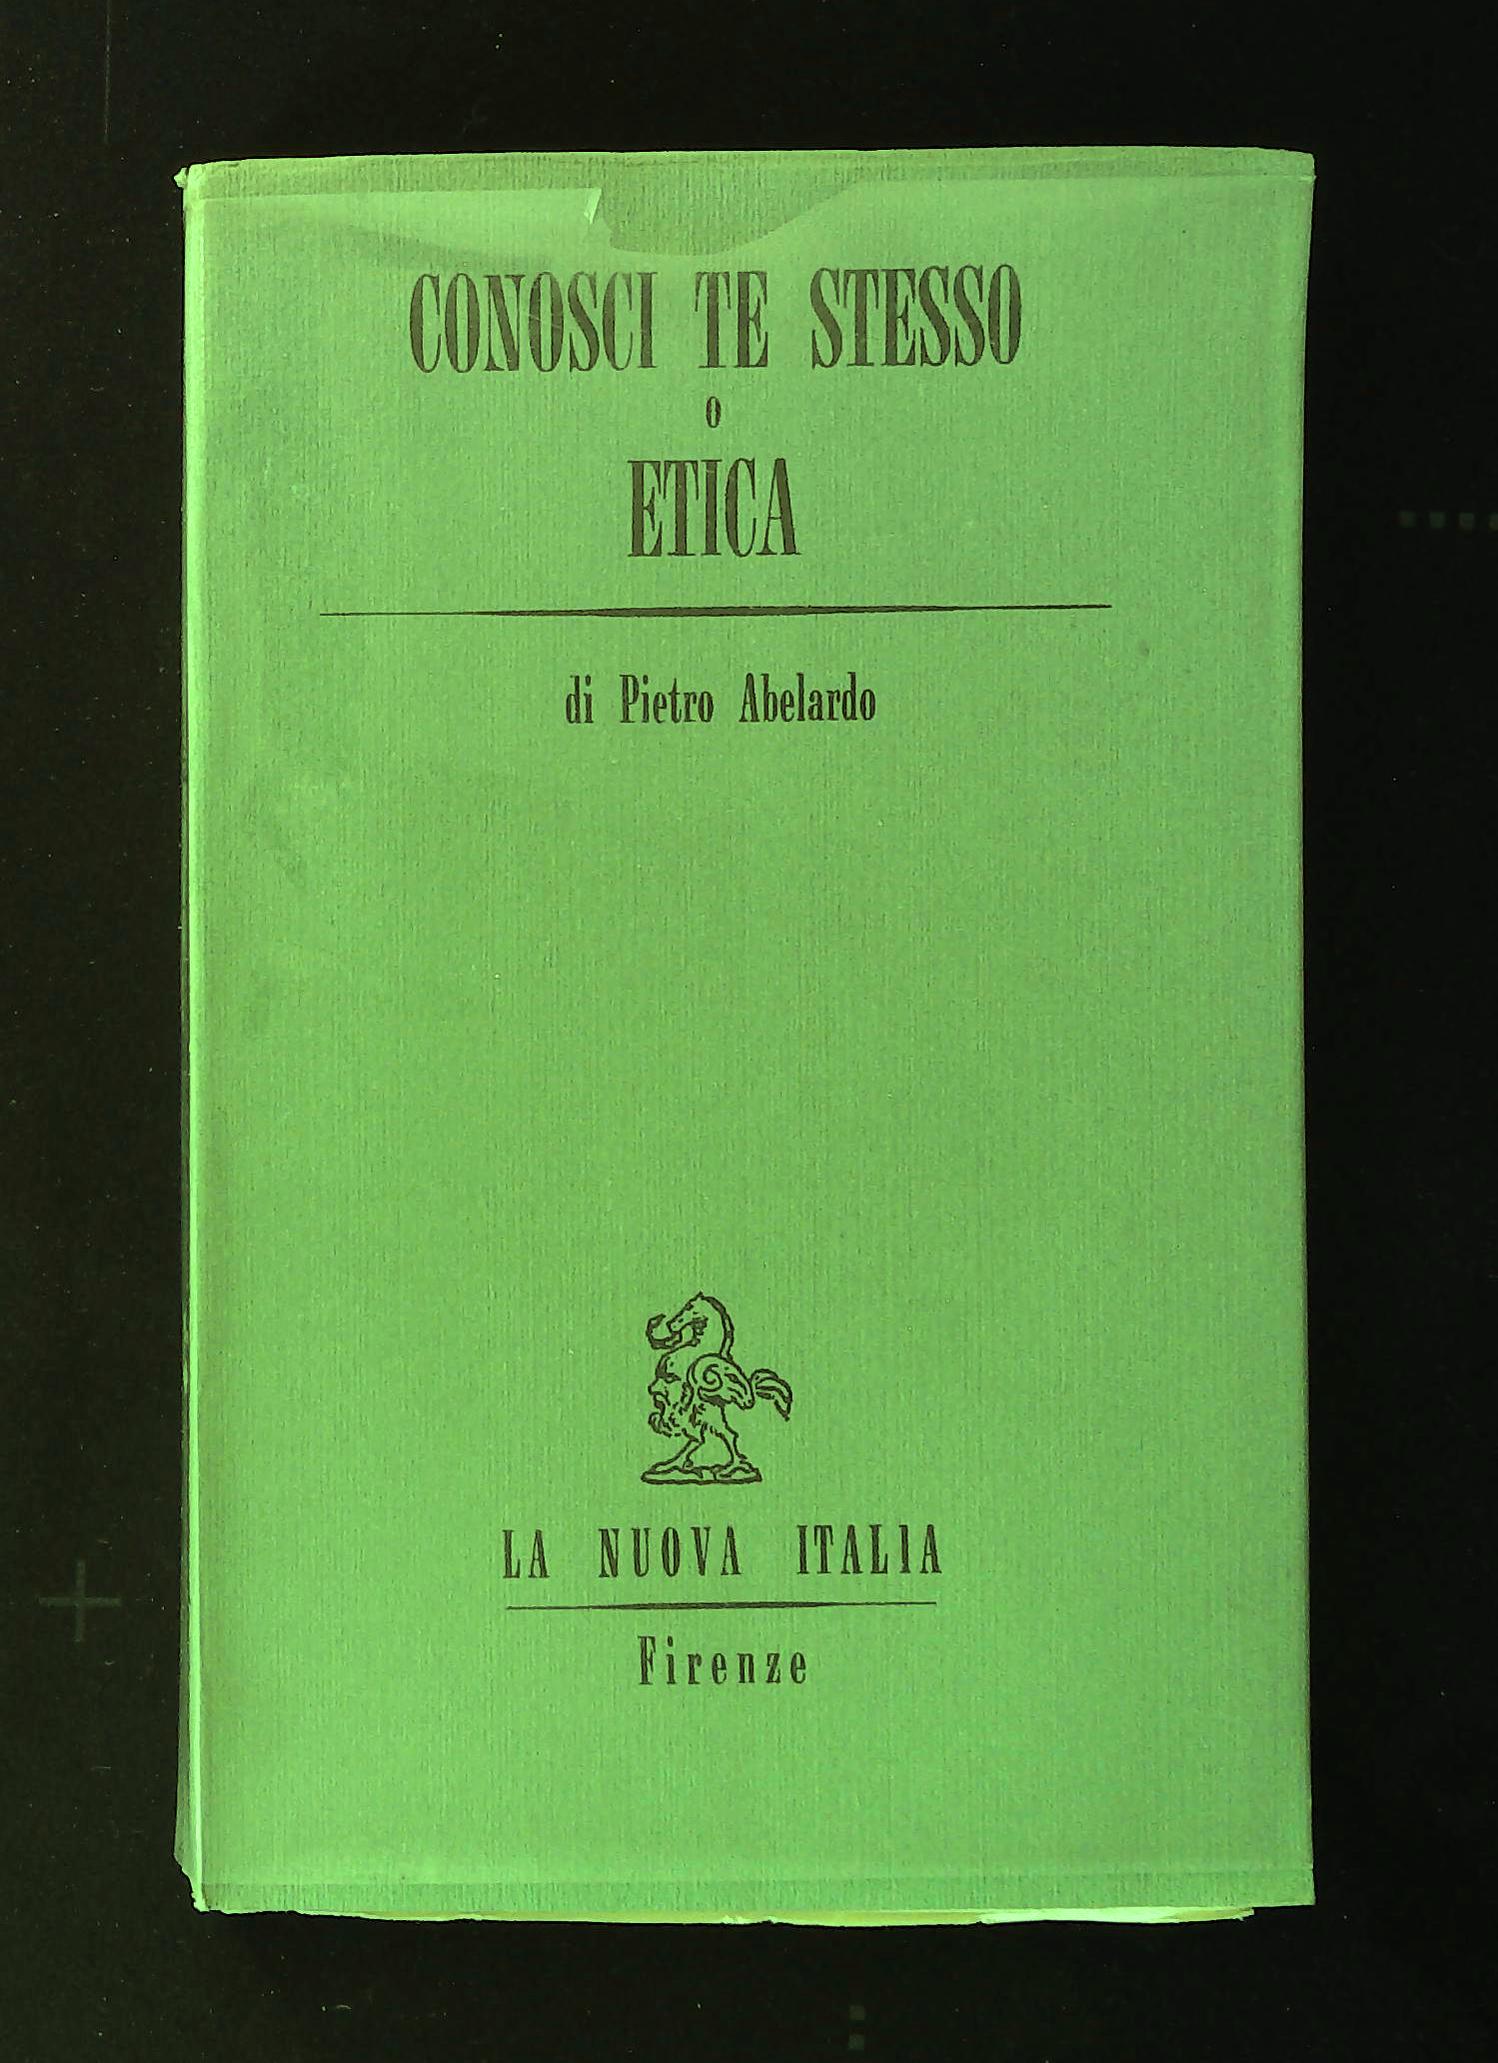 CONOSCI TE STESSO
o
ETICA
di Pietro Abelardo
LA NUOVA ITALIA
Firenze